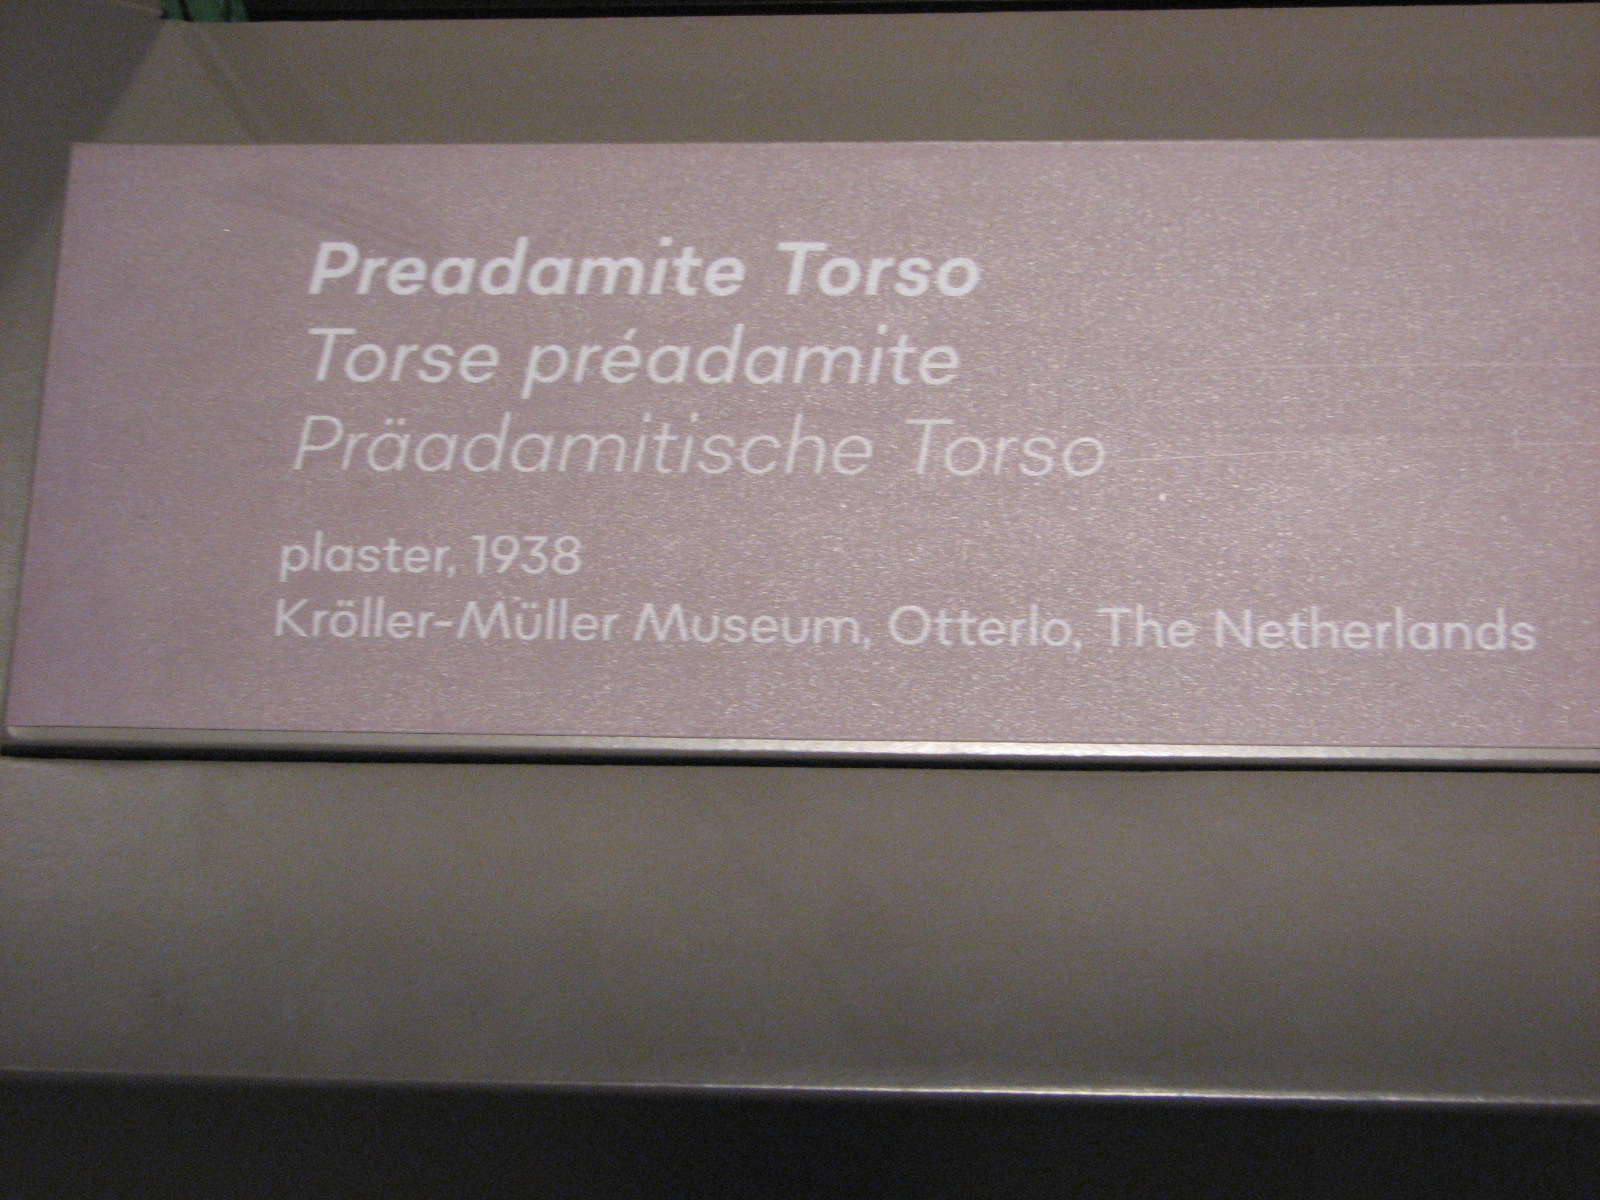 Preadamite Torso
Torse préadamite
Präadamitische Torso
plaster, 1938
Kröller-Müller Museum, Otterlo, The Netherlands